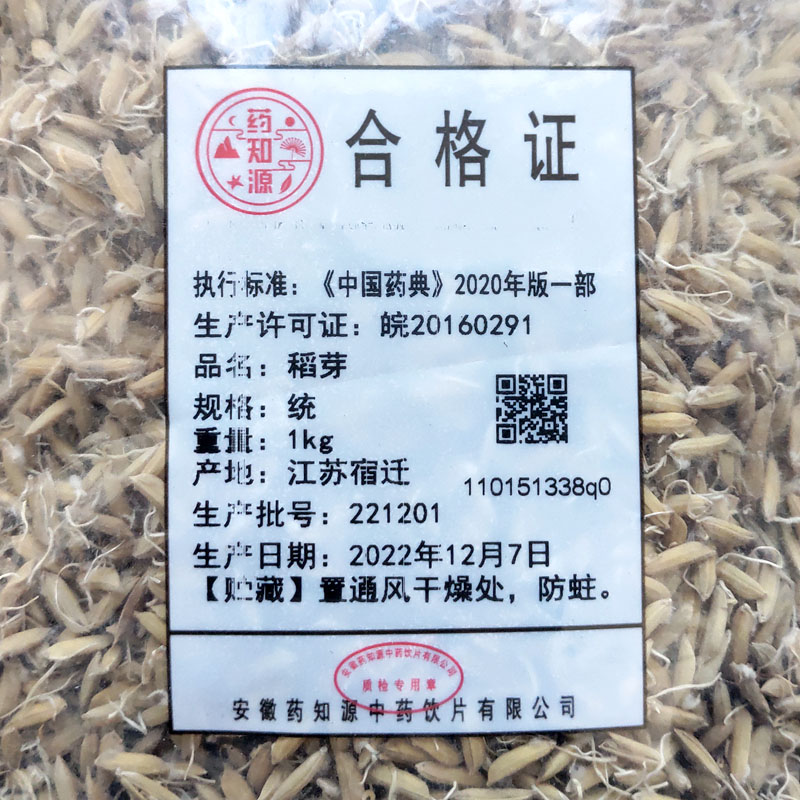 药知源
合格证
执行标准：《中国药典》2020年版一部
生产许可证：皖20160291
品名：稻芽
规格：统
重量：1kg
产地：江苏宿迁
110151338q0
生产批号：221201
生产日期：2022年12月7日
【贮藏】置通风干燥处，防蛀。
安徽药知源中药饮片有限公司
质检专用章
安徽药知源中药饮片有限公司